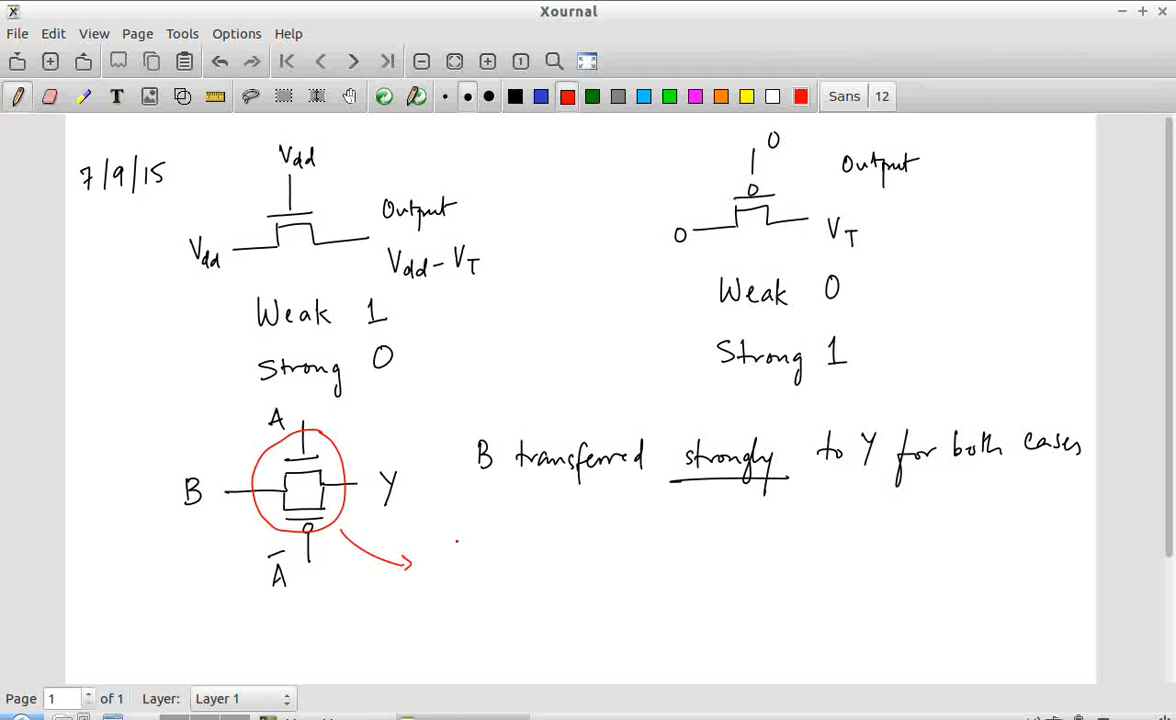 Xournal
File Edit View Page Tools Options Help
Sans 12
7/9/15
Vdd
Vdd
Output
Vdd - VT
Weak 1
Strong 0
0
Output
0
VT
Weak 0
Strong 1
A
B
Y
A̅
B transferred strongly to Y for both cases
Page 1 of 1 Layer: Layer 1